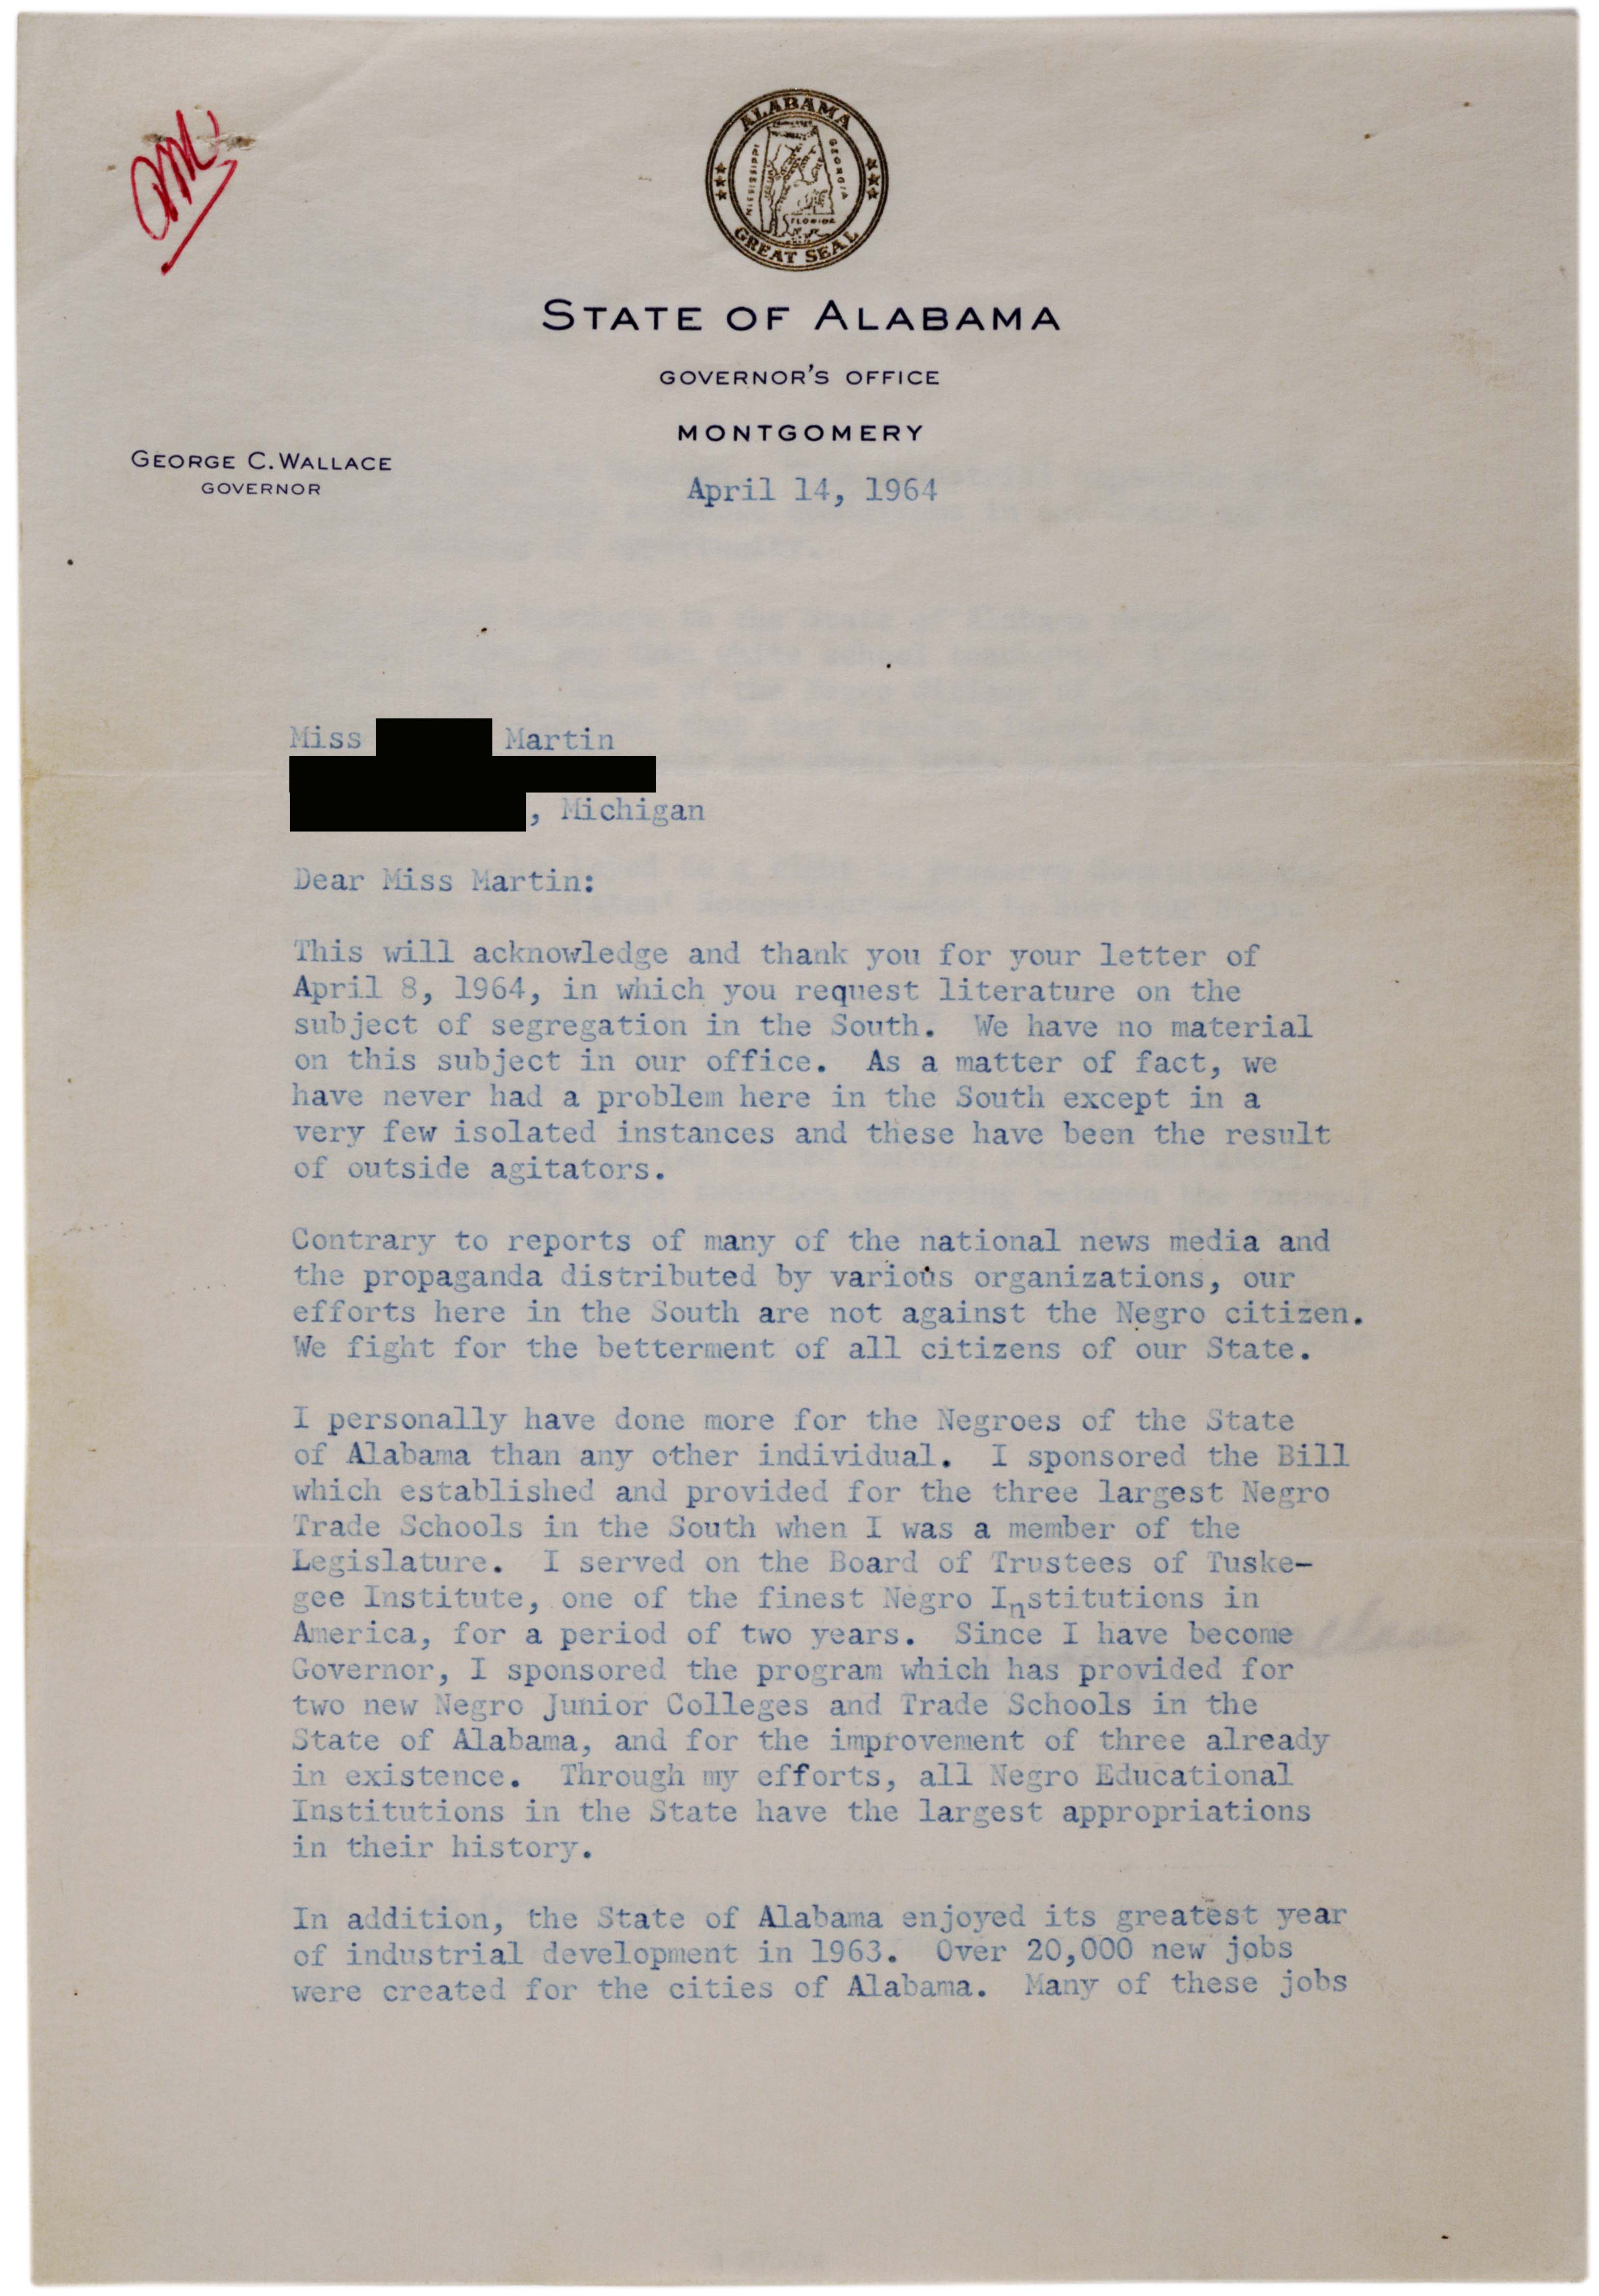 ALABAMA
MISSISSIPPI
GEORGIA
FLORIDA
GREAT SEAL
STATE OF ALABAMA
GOVERNOR'S OFFICE
MONTGOMERY
GEORGE C. WALLACE
GOVERNOR
April 14, 1964
Miss Martin
, Michigan
Dear Miss Martin:
This will acknowledge and thank you for your letter of
April 8, 1964, in which you request literature on the
subject of segregation in the South. We have no material
on this subject in our office. As a matter of fact, we
have never had a problem here in the South except in a
very few isolated instances and these have been the result
of outside agitators.
Contrary to reports of many of the national news media and
the propaganda distributed by various organizations, our
efforts here in the South are not against the Negro citizen.
We fight for the betterment of all citizens of our State.
I personally have done more for the Negroes of the State
of Alabama than any other individual. I sponsored the Bill
which established and provided for the three largest Negro
Trade Schools in the South when I was a member of the
Legislature. I served on the Board of Trustees of Tuske-
gee Institute, one of the finest Negro Institutions in
America, for a period of two years. Since I have become
Governor, I sponsored the program which has provided for
two new Negro Junior Colleges and Trade Schools in the
State of Alabama, and for the improvement of three already
in existence. Through my efforts, all Negro Educational
Institutions in the State have the largest appropriations
in their history.
In addition, the State of Alabama enjoyed its greatest year
of industrial development in 1963. Over 20,000 new jobs
were created for the cities of Alabama. Many of these jobs